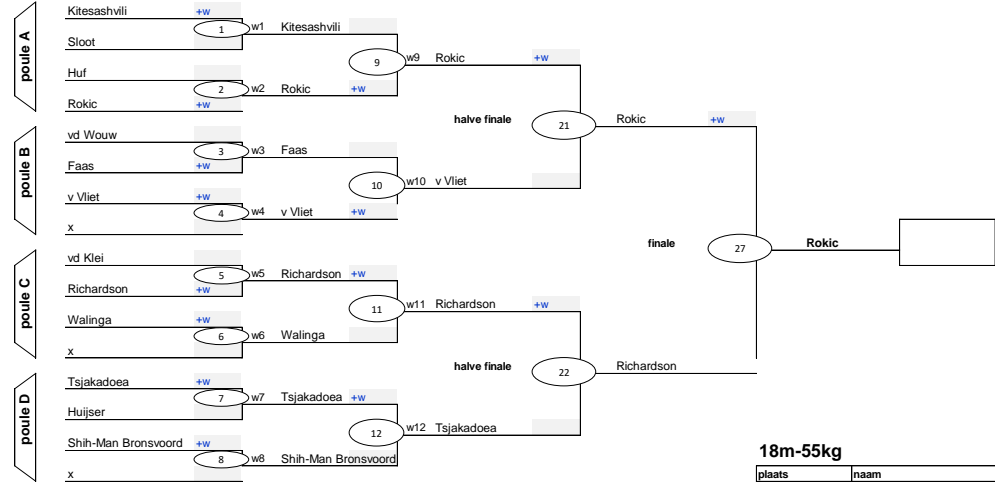 Kitesashvili +w
poule A
1 w1 Kitesashvili
Sloot
9 w9 Rokic +w
Huf
2 w2 Rokic +w
Rokic +w
halve finale 21 Rokic +w
vd Wouw
poule B
3 w3 Faas
Faas +w
10 w10 v Vliet
v Vliet +w
4 w4 v Vliet +w
x
finale 27 Rokic
vd Klei
poule C
5 w5 Richardson +w
Richardson +w
11 w11 Richardson +w
Walinga +w
6 w6 Walinga
x
halve finale 22 Richardson
Tsjakadoea +w
poule D
7 w7 Tsjakadoea +w
Huijser
12 w12 Tsjakadoea
Shih-Man Bronsvoord +w
8 w8 Shih-Man Bronsvoord
x
18m-55kg
plaats naam